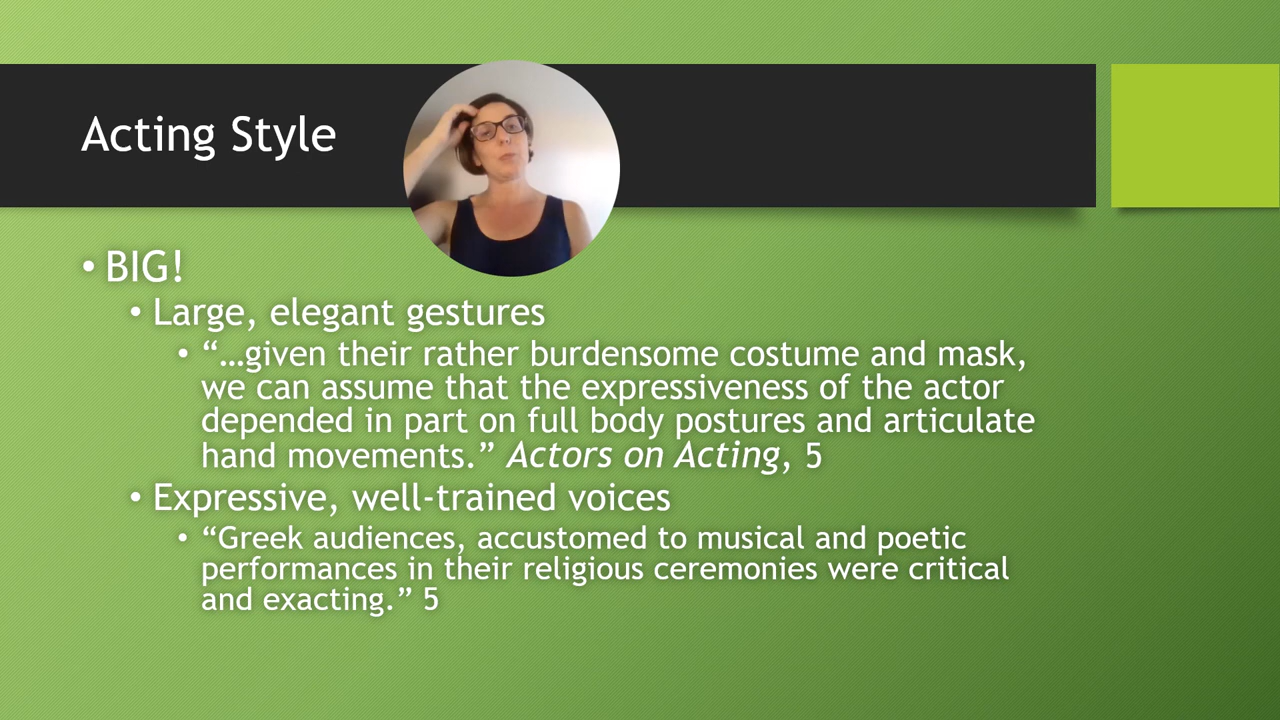 Acting Style
• BIG!
• Large, elegant gestures
• “…given their rather burdensome costume and mask,
we can assume that the expressiveness of the actor
depended in part on full body postures and articulate
hand movements.” Actors on Acting, 5
• Expressive, well-trained voices
• “Greek audiences, accustomed to musical and poetic
performances in their religious ceremonies were critical
and exacting.” 5